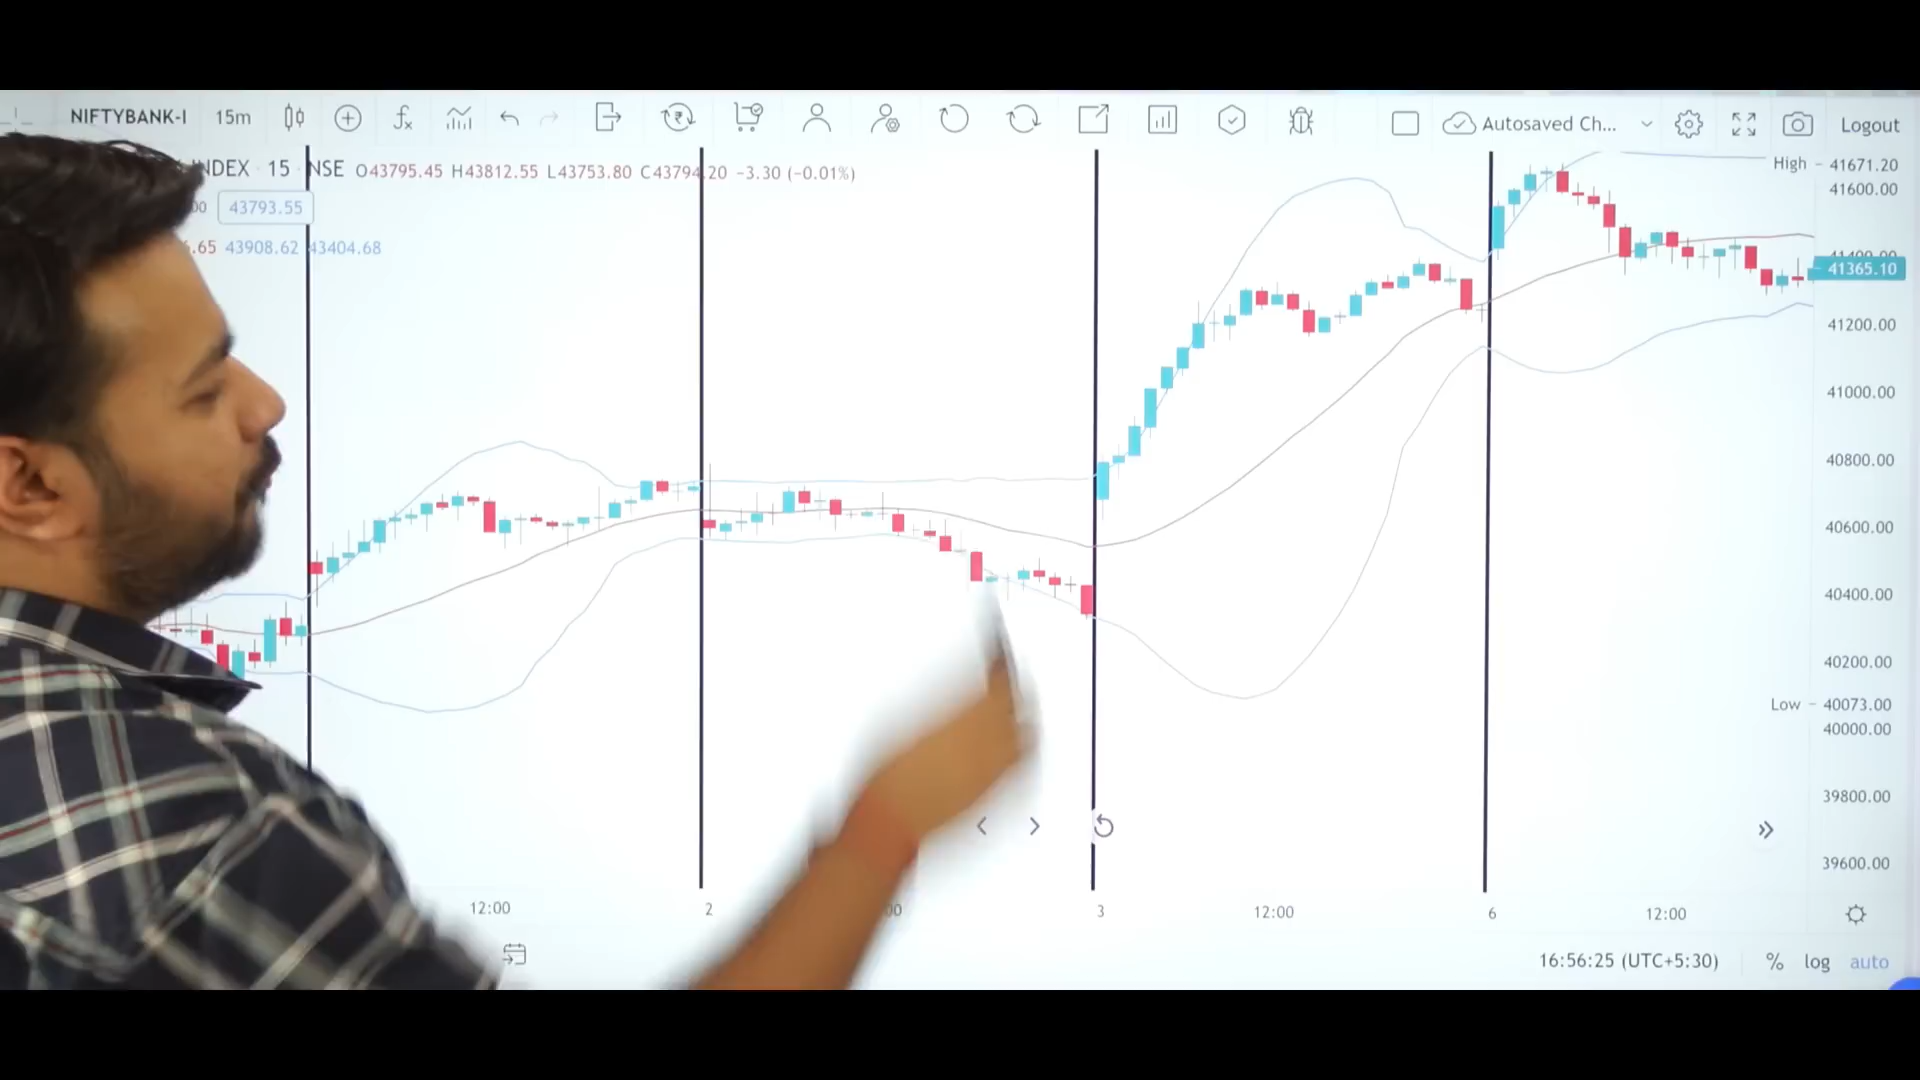 NIFTYBANK-I 15m Autosaved Ch... Logout
INDEX · 15 · NSE O43795.45 H43812.55 L43753.80 C43794.20 −3.30 (−0.01%)
43793.55
.65 43908.62 43404.68
High 41671.20
41600.00
41365.10
41200.00
41000.00
40800.00
40600.00
40400.00
40200.00
Low 40073.00
40000.00
39800.00
39600.00
12:00 2 3 12:00 6 12:00
16:56:25 (UTC+5:30) % log auto